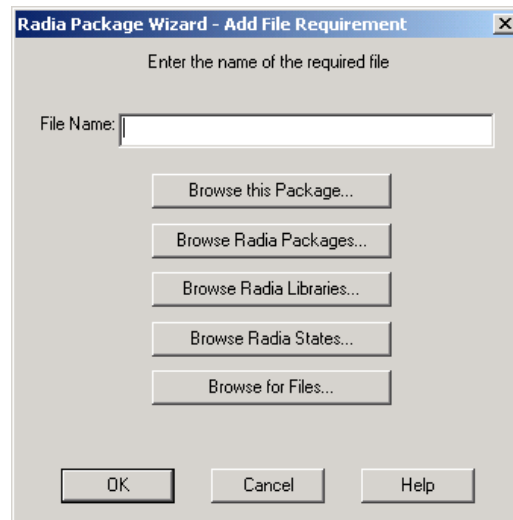 Radia Package Wizard - Add File Requirement
Enter the name of the required file
File Name:
Browse this Package...
Browse Radia Packages...
Browse Radia Libraries...
Browse Radia States...
Browse for Files...
OK Cancel Help